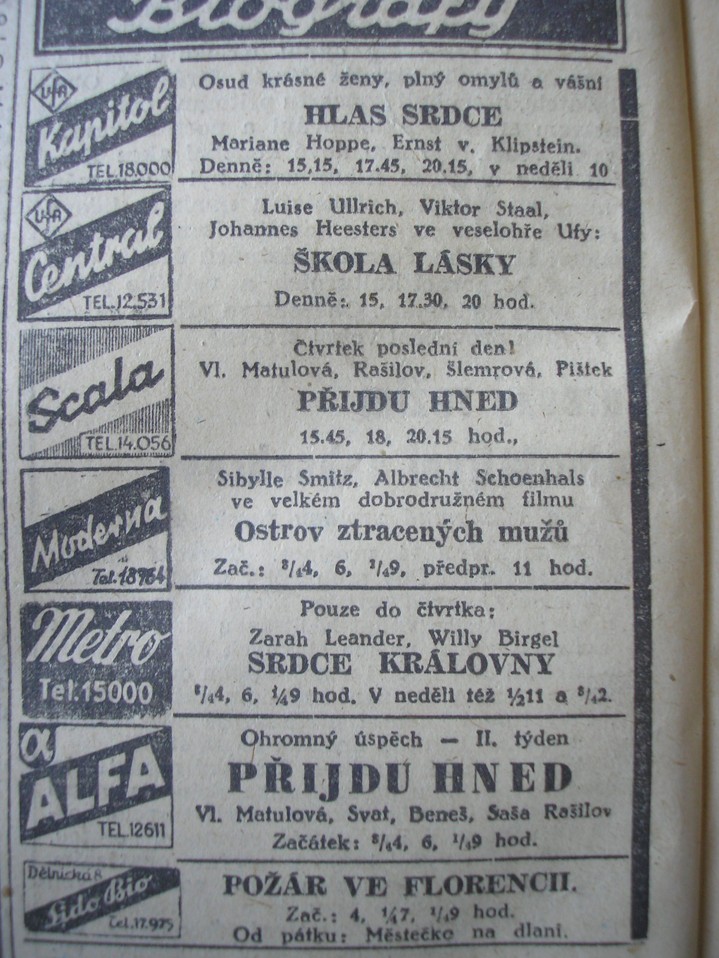 Biografy
UFA
Kapitol
TEL.18.000
Osud krásné ženy, plný omylů a vášní
HLAS SRDCE
Mariane Hoppe, Ernst v. Klipstein.
Denně: 15,15, 17.45, 20.15, v neděli 10
UFA
Central
TEL.12.531
Luise Ullrich, Viktor Staal,
Johannes Heesters ve veselohře Ufy:
ŠKOLA LÁSKY
Denně: 15, 17.30, 20 hod.
Scala
TEL.14.056
Čtvrtek poslední den!
Vl. Matulová, Rašilov, Šlemrová, Pištek
PŘIJDU HNED
15.45, 18, 20.15 hod.,
Moderna
Tel. 18764
Sibylle Smitz, Albrecht Schoenhals
ve velkém dobrodružném filmu
Ostrov ztracených mužů
Zač.: ¾4, 6, ¼9, předpr. 11 hod.
Metro
Tel.15000
Pouze do čtvrtka:
Zarah Leander, Willy Birgel
SRDCE KRÁLOVNY
¾4, 6, ¼9 hod. V neděli též ½11 a ¾2.
α
ALFA
TEL.12611
Ohromný úspěch — II. týden
PŘIJDU HNED
Vl. Matulová, Svat. Beneš, Saša Rašilov
Začátek: ¾4, 6, ¼9 hod.
Dělnická 8
Lido Bio
Tel.17.975
POŽÁR VE FLORENCII.
Zač.: 4, ¼7, ½9 hod.
Od pátku: Městečko na dlani.